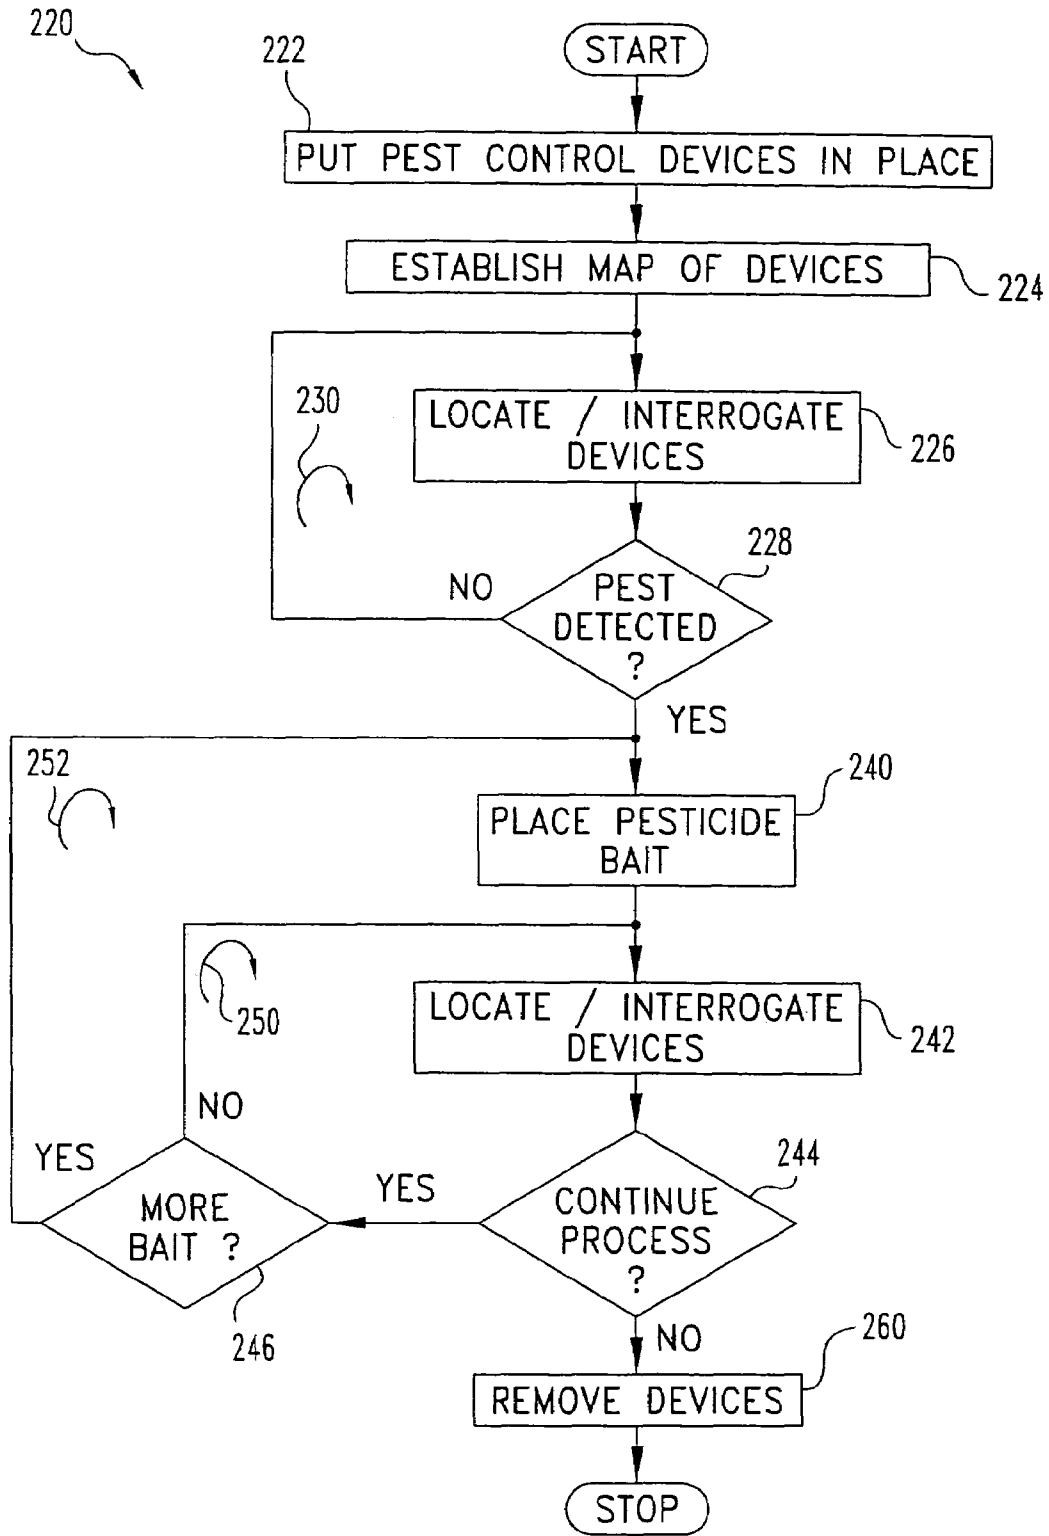 220
START
222
PUT PEST CONTROL DEVICES IN PLACE
ESTABLISH MAP OF DEVICES
224
230
LOCATE / INTERROGATE
DEVICES
226
228
NO
PEST
DETECTED
?
YES
252
240
PLACE PESTICIDE
BAIT
250
LOCATE / INTERROGATE
DEVICES
242
NO
YES
244
YES
MORE
BAIT ?
CONTINUE
PROCESS
?
246
NO
260
REMOVE DEVICES
STOP